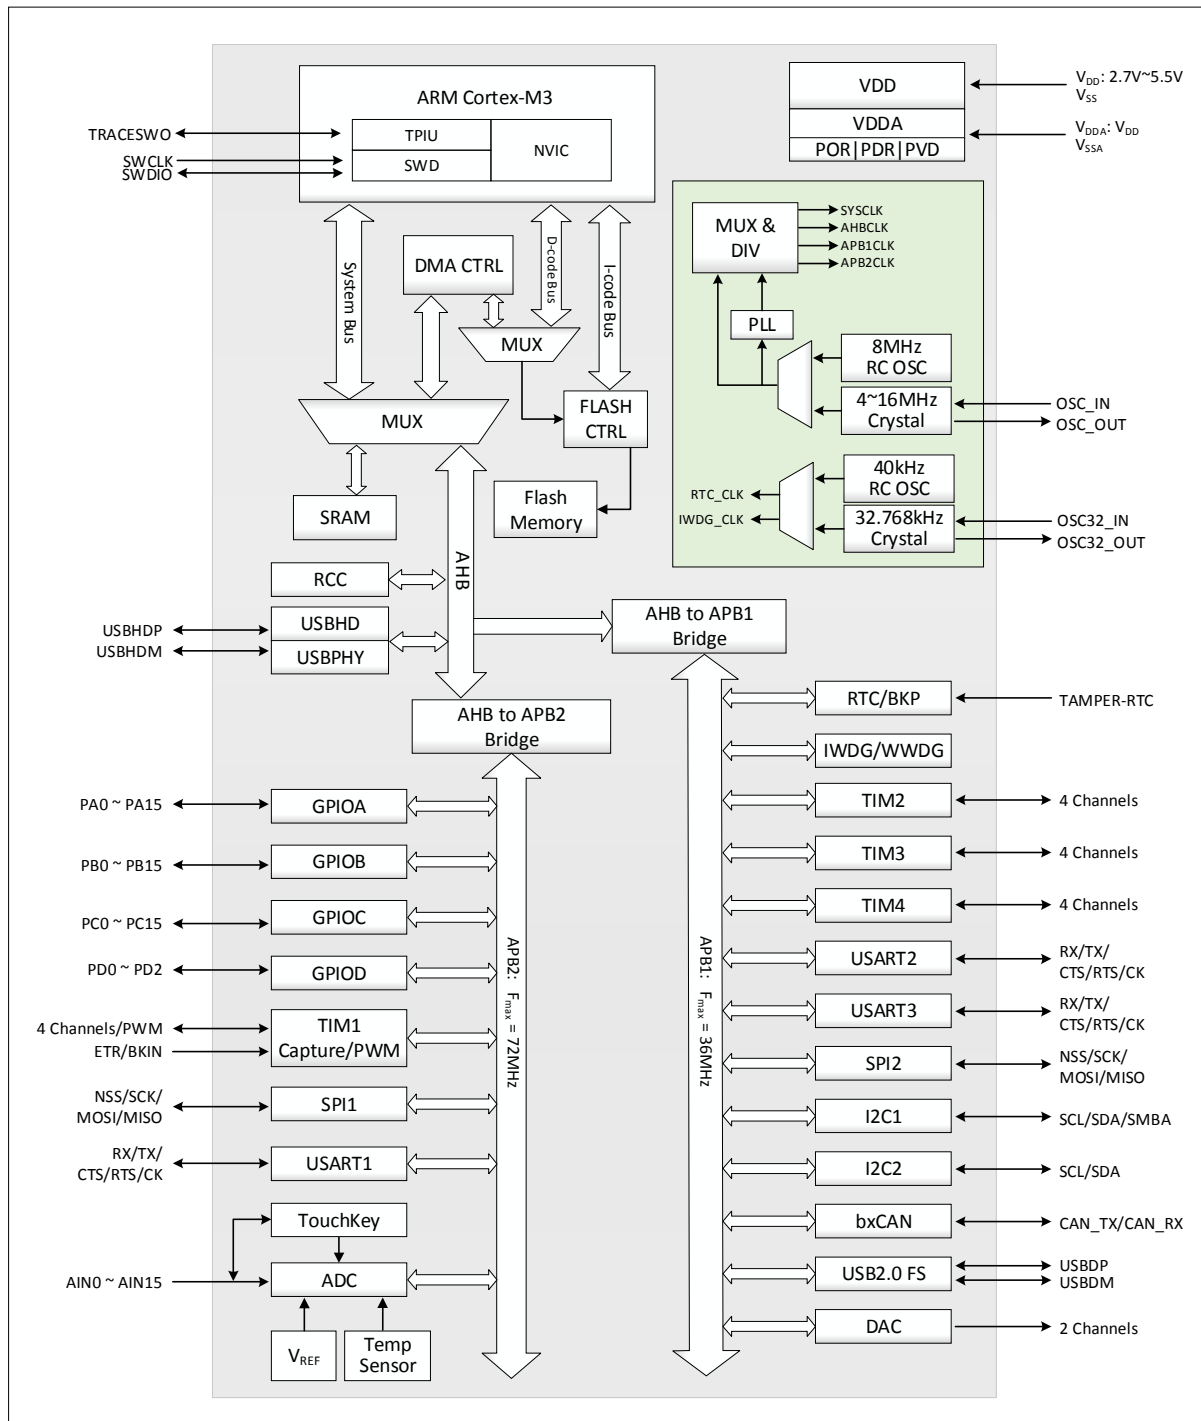 ARM Cortex-M3
TPIU
SWD
NVIC
TRACESWO
SWCLK
SWDIO
VDD
VDDA
POR|PDR|PVD
VDD: 2.7V~5.5V
VSS
VDDA: VDD
VSSA
System Bus
DMA CTRL
D-code Bus
I-code Bus
MUX
MUX
FLASH
CTRL
SRAM
Flash
Memory
AHB
MUX &
DIV
SYSCLK
AHBCLK
APB1CLK
APB2CLK
PLL
8MHz
RC OSC
4~16MHz
Crystal
OSC_IN
OSC_OUT
40kHz
RC OSC
32.768kHz
Crystal
RTC_CLK
IWDG_CLK
OSC32_IN
OSC32_OUT
RCC
USBHD
USBPHY
USBHDP
USBHDM
AHB to APB1
Bridge
AHB to APB2
Bridge
PA0 ~ PA15
GPIOA
PB0 ~ PB15
GPIOB
PC0 ~ PC15
GPIOC
PD0 ~ PD2
GPIOD
4 Channels/PWM
ETR/BKIN
TIM1
Capture/PWM
NSS/SCK/
MOSI/MISO
SPI1
RX/TX/
CTS/RTS/CK
USART1
TouchKey
AIN0 ~ AIN15
ADC
VREF
Temp
Sensor
APB2: Fmax = 72MHz
APB1: Fmax = 36MHz
RTC/BKP
TAMPER-RTC
IWDG/WWDG
TIM2
4 Channels
TIM3
4 Channels
TIM4
4 Channels
USART2
RX/TX/
CTS/RTS/CK
USART3
RX/TX/
CTS/RTS/CK
SPI2
NSS/SCK/
MOSI/MISO
I2C1
SCL/SDA/SMBA
I2C2
SCL/SDA
bxCAN
CAN_TX/CAN_RX
USB2.0 FS
USBDP
USBDM
DAC
2 Channels